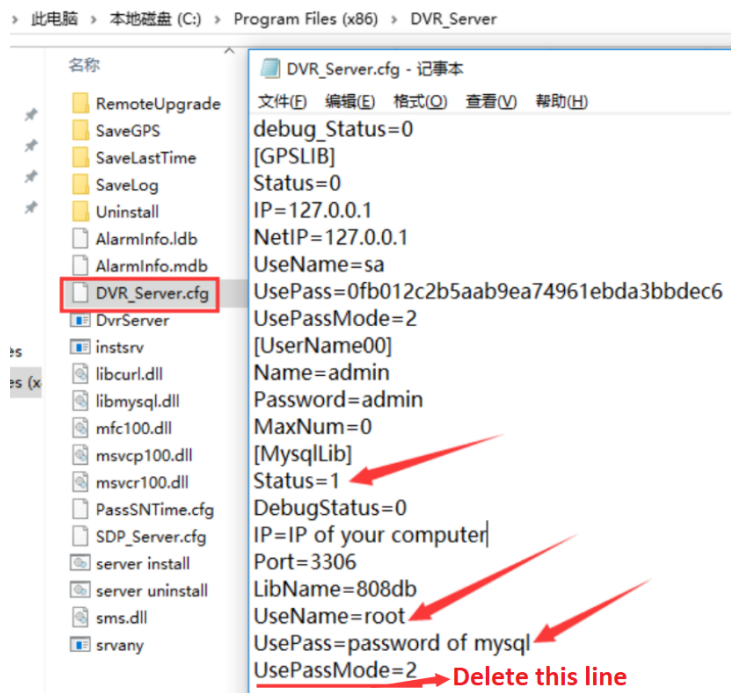 › 此电脑 › 本地磁盘 (C:) › Program Files (x86) › DVR_Server
名称
RemoteUpgrade
SaveGPS
SaveLastTime
SaveLog
Uninstall
AlarmInfo.ldb
AlarmInfo.mdb
DVR_Server.cfg
DvrServer
instsrv
libcurl.dll
libmysql.dll
mfc100.dll
msvcp100.dll
msvcr100.dll
PassSNTime.cfg
SDP_Server.cfg
server install
server uninstall
sms.dll
srvany
es
es (x
DVR_Server.cfg - 记事本
文件(F) 编辑(E) 格式(O) 查看(V) 帮助(H)
debug_Status=0
[GPSLIB]
Status=0
IP=127.0.0.1
NetIP=127.0.0.1
UseName=sa
UsePass=0fb012c2b5aab9ea74961ebda3bbdec6
UsePassMode=2
[UserName00]
Name=admin
Password=admin
MaxNum=0
[MysqlLib]
Status=1
DebugStatus=0
IP=IP of your computer
Port=3306
LibName=808db
UseName=root
UsePass=password of mysql
UsePassMode=2
Delete this line